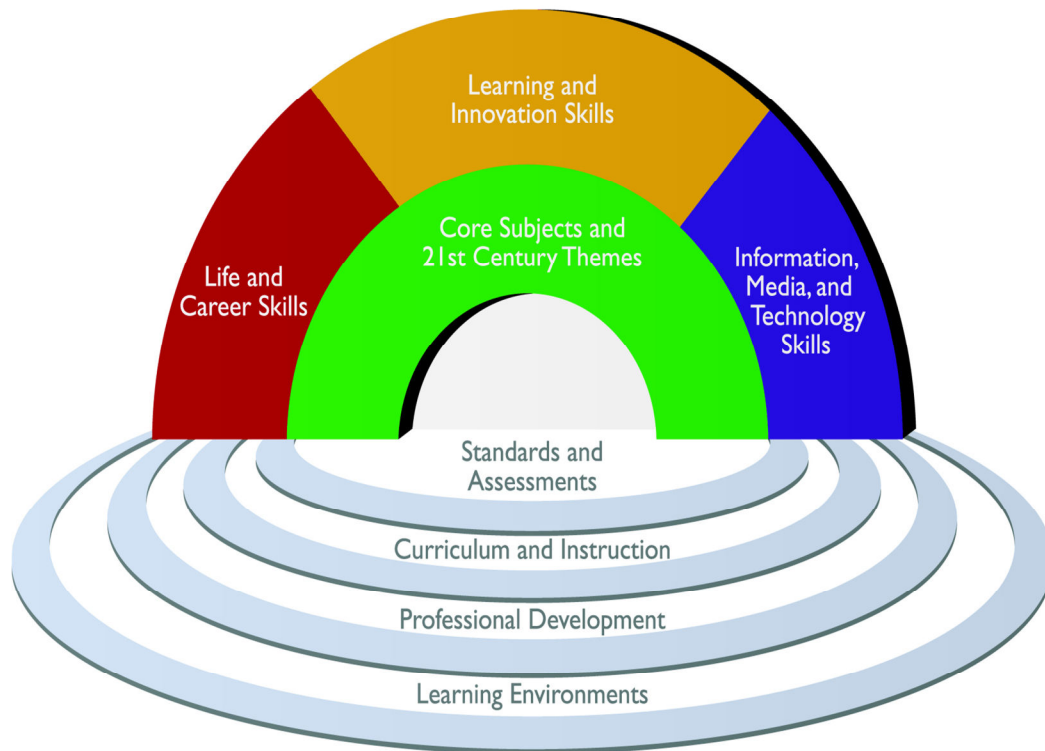 Learning and
Innovation Skills
Core Subjects and
21st Century Themes
Life and
Career Skills
Information,
Media, and
Technology
Skills
Standards and
Assessments
Curriculum and Instruction
Professional Development
Learning Environments